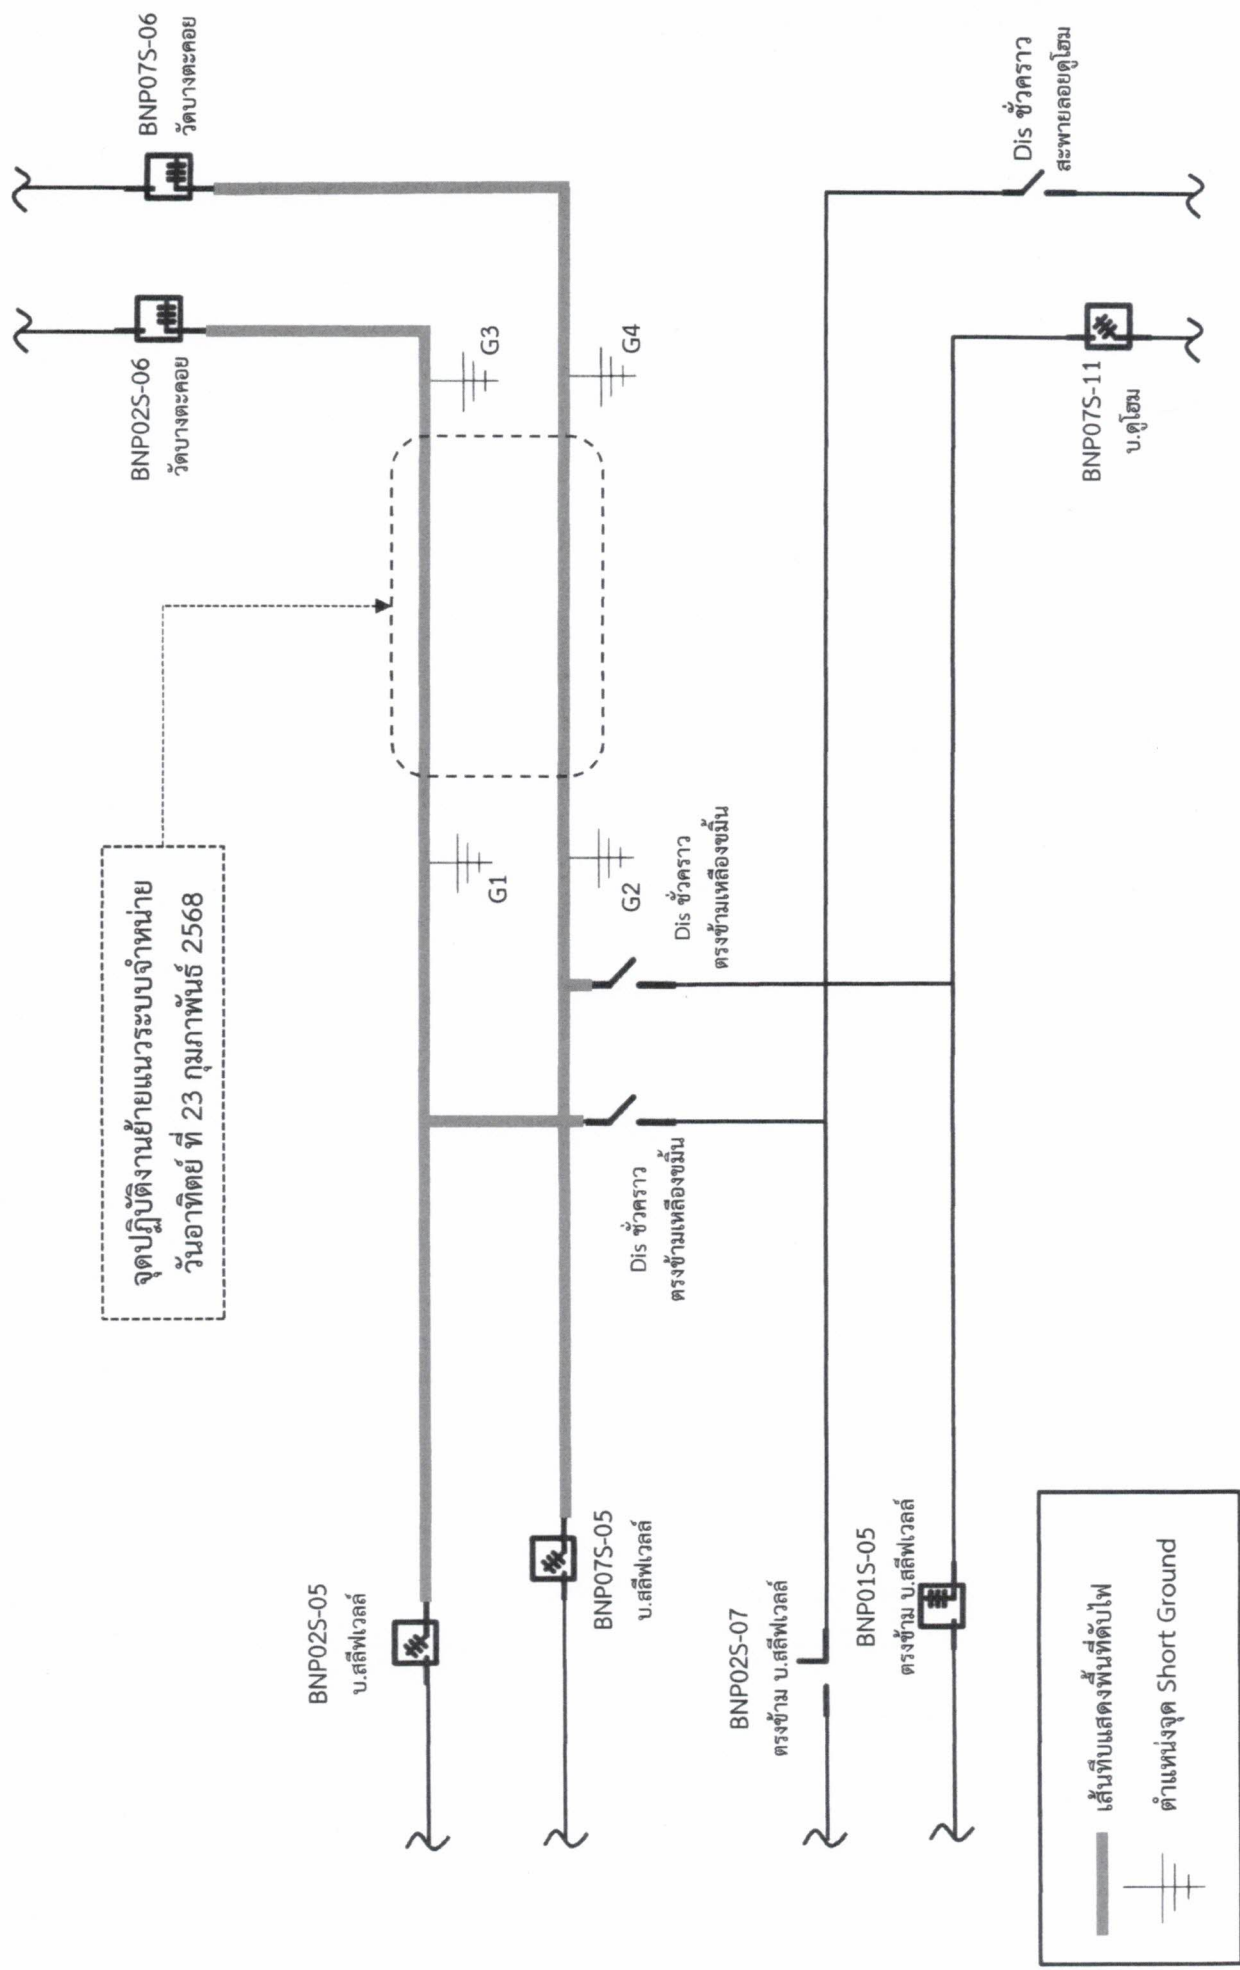 จุดปฏิบัติงานย้ายแนวระบบจำหน่าย
วันอาทิตย์ ที่ 23 กุมภาพันธ์ 2568
BNP02S-06
วัดบางตะคอย
BNP07S-06
วัดบางตะคอย
BNP02S-05
บ.สลีฟเวลล์
G1
G3
BNP07S-05
บ.สลีฟเวลล์
G2
G4
Dis ชั่วคราว
ตรงข้ามเหลืองขมิ้น
Dis ชั่วคราว
ตรงข้ามเหลืองขมิ้น
BNP02S-07
ตรงข้าม บ.สลีฟเวลล์
BNP01S-05
ตรงข้าม บ.สลีฟเวลล์
Dis ชั่วคราว
สะพายลอยดูโฮม
BNP07S-11
บ.ดูโฮม
เส้นทึบแสดงพื้นที่ดับไฟ
ตำแหน่งจุด Short Ground